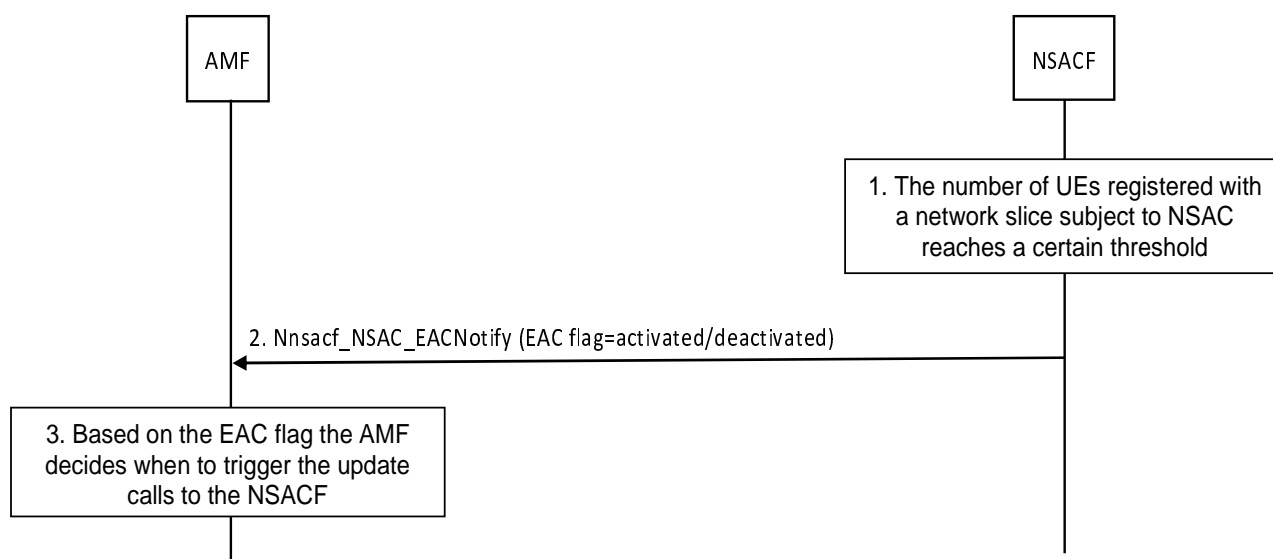 AMF
NSACF
1. The number of UEs registered with
a network slice subject to NSAC
reaches a certain threshold
2. Nnsacf_NSAC_EACNotify (EAC flag=activated/deactivated)
3. Based on the EAC flag the AMF
decides when to trigger the update
calls to the NSACF